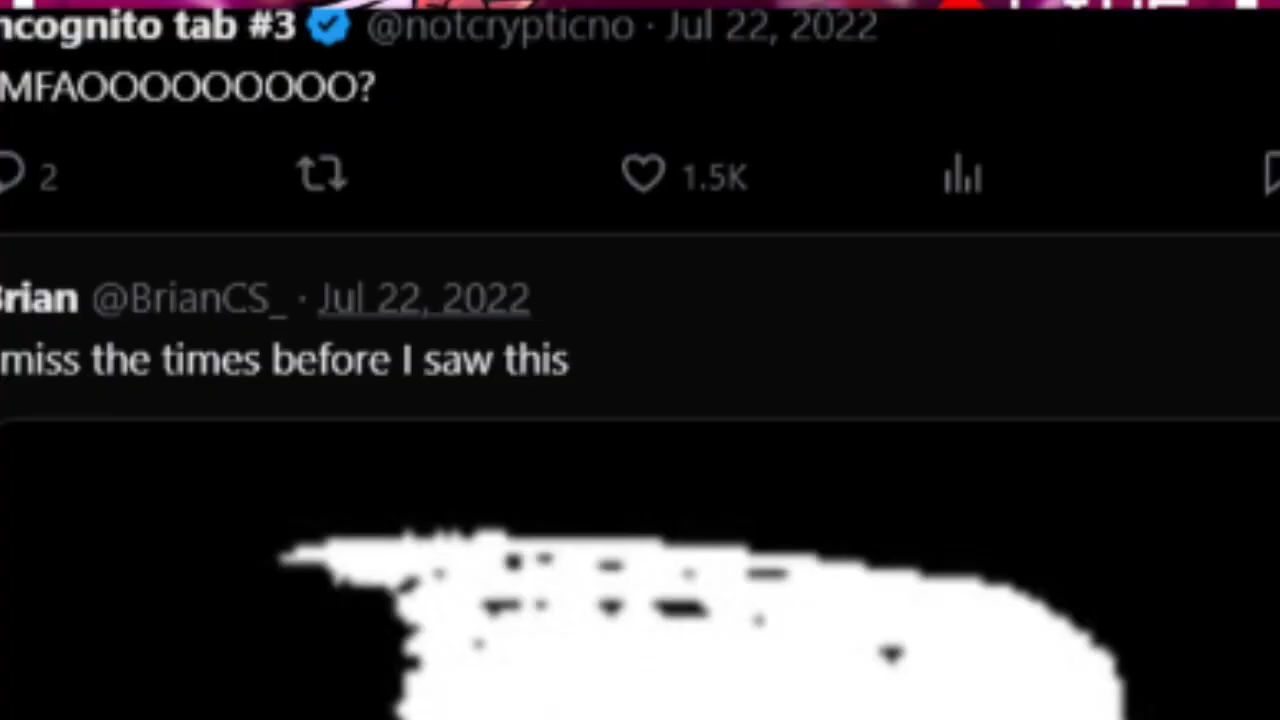 ncognito tab #3 @notcrypticno · Jul 22, 2022
MFAOOOOOOOOO?
2 1.5K
Brian @BrianCS_ · Jul 22, 2022
miss the times before I saw this